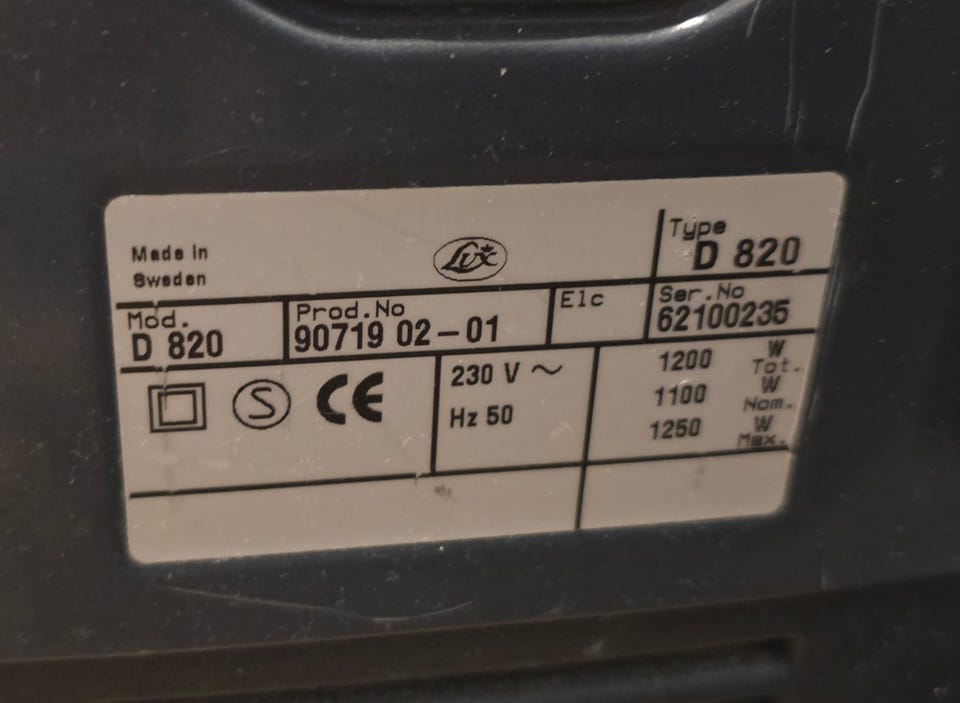 Made in
Sweden
Lux
Type
D 820
Mod.
D 820
Prod.No
90719 02-01
Elc
Ser.No
62100235
S
CE
230 V ~
Hz 50
1200 W Tot.
1100 W Nom.
1250 W Max.